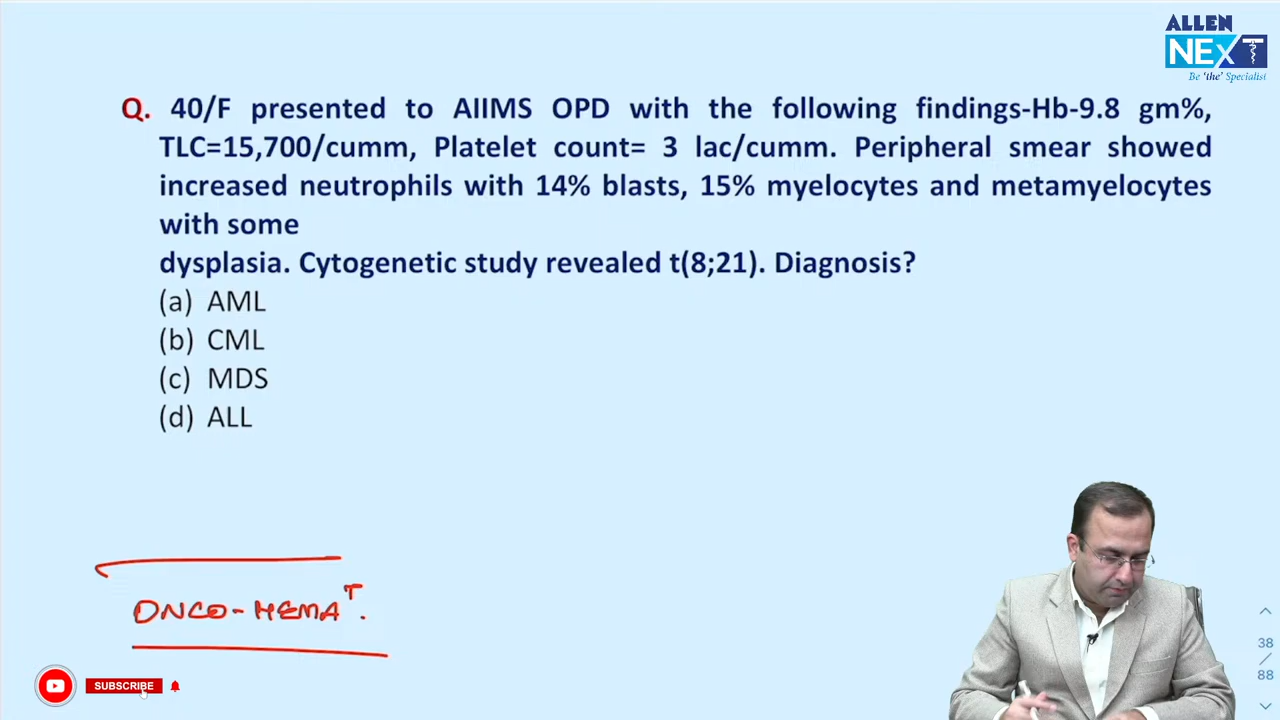 ALLEN
NEXT
Be 'the' Specialist
Q. 40/F presented to AIIMS OPD with the following findings-Hb-9.8 gm%,
TLC=15,700/cumm, Platelet count= 3 lac/cumm. Peripheral smear showed
increased neutrophils with 14% blasts, 15% myelocytes and metamyelocytes
with some
dysplasia. Cytogenetic study revealed t(8;21). Diagnosis?
(a) AML
(b) CML
(c) MDS
(d) ALL
ONCO-HEMAT.
38
/
88
SUBSCRIBE